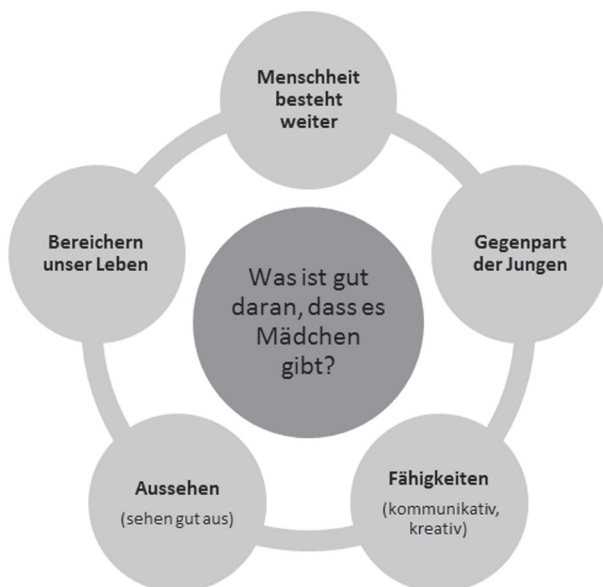 Menschheit
besteht
weiter
Bereichern
unser Leben
Gegenpart
der Jungen
Was ist gut
daran, dass es
Mädchen
gibt?
Aussehen
(sehen gut aus)
Fähigkeiten
(kommunikativ,
kreativ)